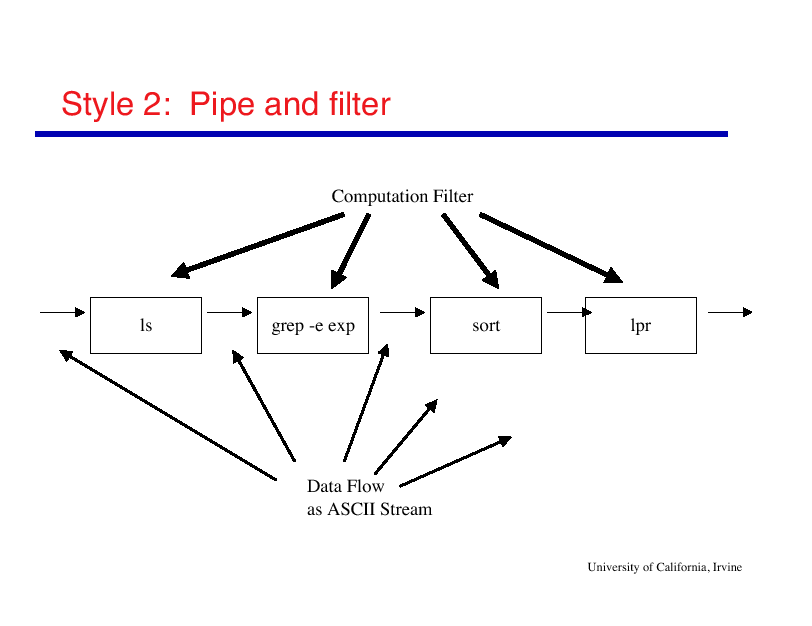 Style 2:  Pipe and filter
Computation Filter
ls
grep -e exp
sort
lpr
Data Flow
as ASCII Stream
University of California, Irvine